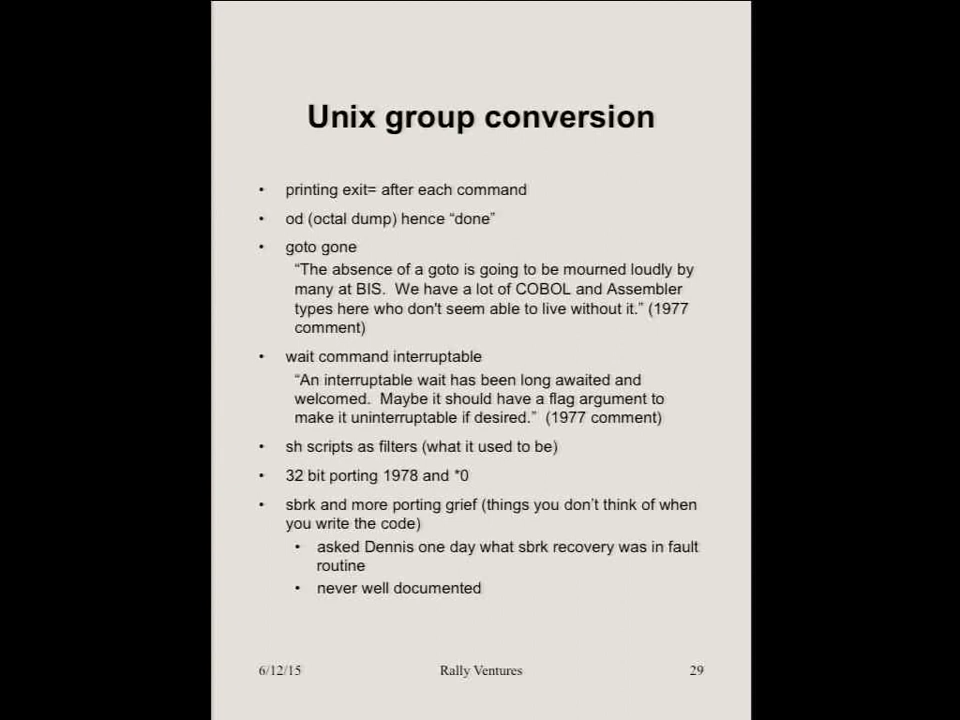 Unix group conversion
• printing exit= after each command
• od (octal dump) hence “done”
• goto gone
“The absence of a goto is going to be mourned loudly by
many at BIS. We have a lot of COBOL and Assembler
types here who don't seem able to live without it.” (1977
comment)
• wait command interruptable
“An interruptable wait has been long awaited and
welcomed. Maybe it should have a flag argument to
make it uninterruptable if desired.” (1977 comment)
• sh scripts as filters (what it used to be)
• 32 bit porting 1978 and *0
• sbrk and more porting grief (things you don’t think of when
you write the code)
• asked Dennis one day what sbrk recovery was in fault
routine
• never well documented
6/12/15 Rally Ventures 29